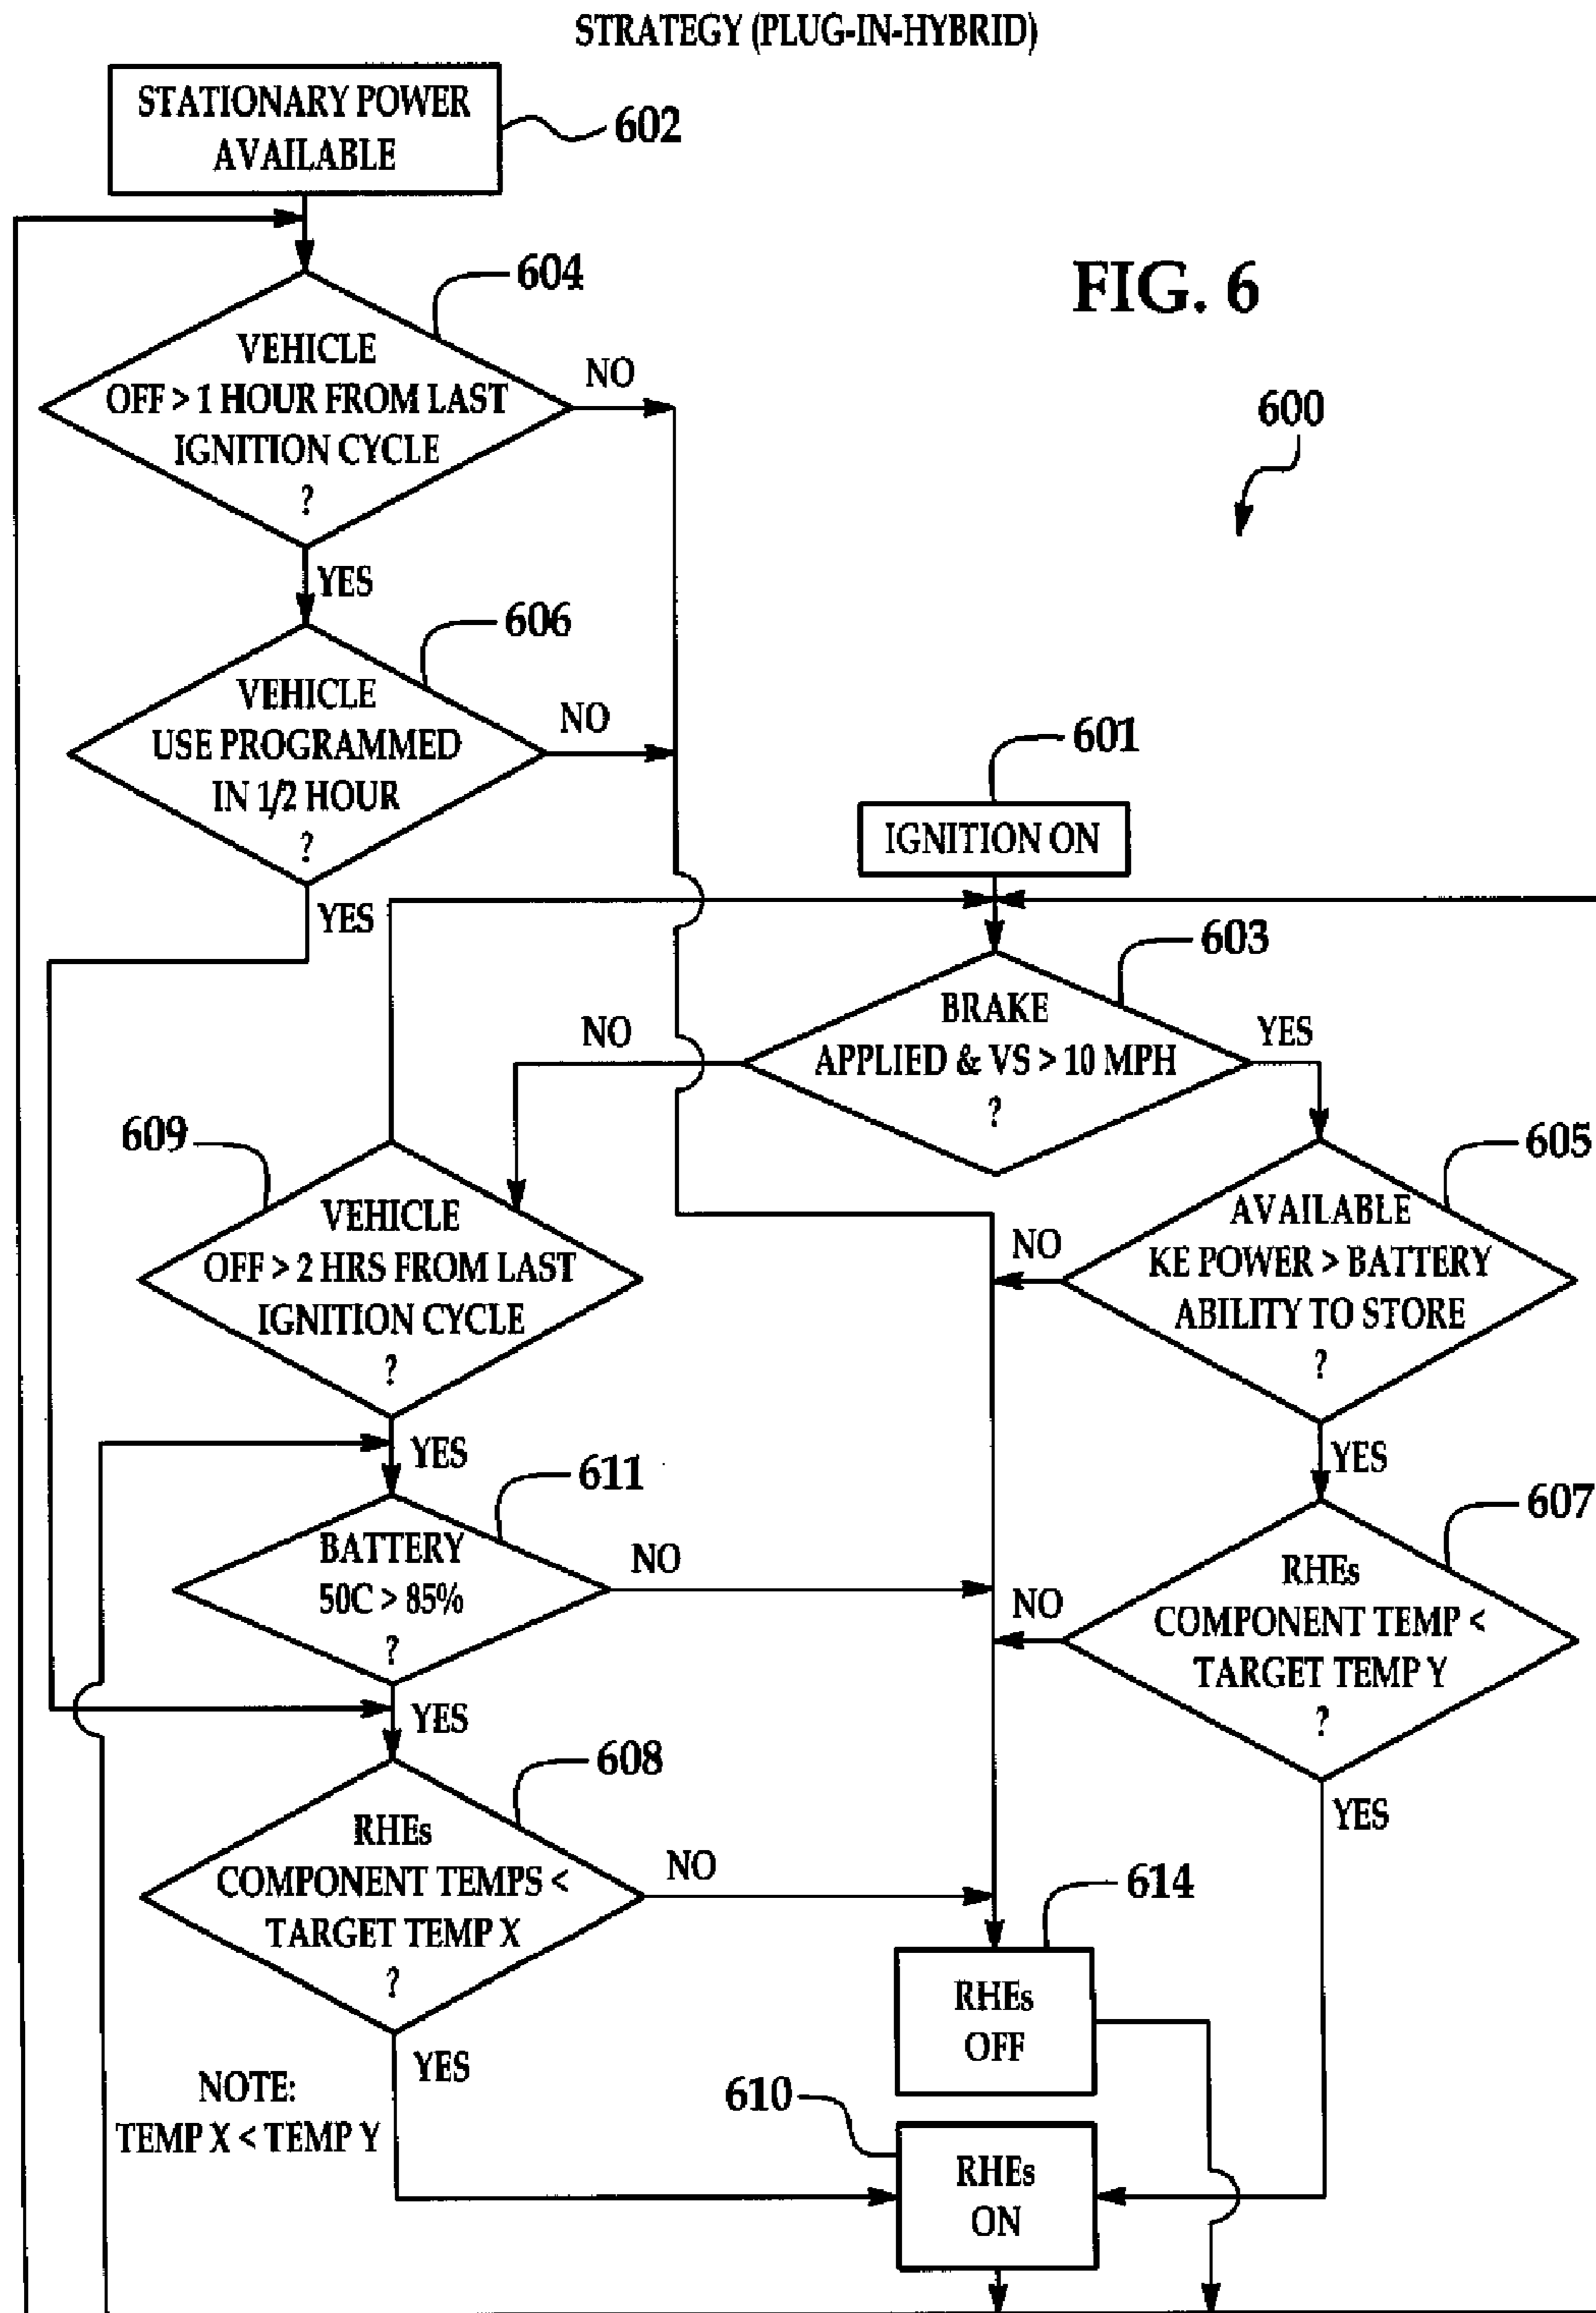 STRATEGY (PLUG-IN-HYBRID)
STATIONARY POWER
AVAILABLE
602
604
VEHICLE
OFF > 1 HOUR FROM LAST
IGNITION CYCLE
?
NO
YES
FIG. 6
600
606
VEHICLE
USE PROGRAMMED
IN 1/2 HOUR
?
NO
YES
601
IGNITION ON
603
BRAKE
APPLIED & VS > 10 MPH
?
NO
YES
609
VEHICLE
OFF > 2 HRS FROM LAST
IGNITION CYCLE
?
YES
605
AVAILABLE
KE POWER > BATTERY
ABILITY TO STORE
?
NO
YES
611
BATTERY
50C > 85%
?
NO
YES
607
RHEs
COMPONENT TEMP <
TARGET TEMP Y
?
NO
YES
608
RHEs
COMPONENT TEMPS <
TARGET TEMP X
?
NO
YES
614
RHEs
OFF
NOTE:
TEMP X < TEMP Y
610
RHEs
ON